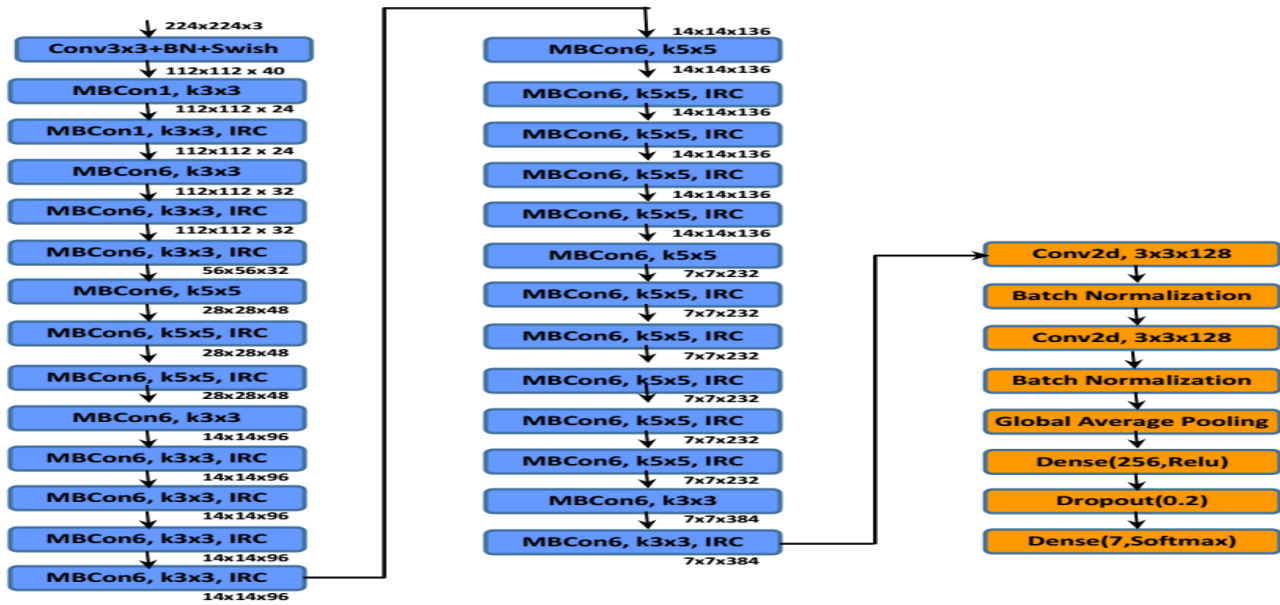 224x224x3
Conv3x3+BN+Swish
112x112 x 40
MBCon1, k3x3
112x112 x 24
MBCon1, k3x3, IRC
112x112 x 24
MBCon6, k3x3
112x112 x 32
MBCon6, k3x3, IRC
112x112 x 32
MBCon6, k3x3, IRC
56x56x32
MBCon6, k5x5
28x28x48
MBCon6, k5x5, IRC
28x28x48
MBCon6, k5x5, IRC
28x28x48
MBCon6, k3x3
14x14x96
MBCon6, k3x3, IRC
14x14x96
MBCon6, k3x3, IRC
14x14x96
MBCon6, k3x3, IRC
14x14x96
MBCon6, k3x3, IRC
14x14x96
14x14x136
MBCon6, k5x5
14x14x136
MBCon6, k5x5, IRC
14x14x136
MBCon6, k5x5, IRC
14x14x136
MBCon6, k5x5, IRC
14x14x136
MBCon6, k5x5, IRC
14x14x136
MBCon6, k5x5
7x7x232
MBCon6, k5x5, IRC
7x7x232
MBCon6, k5x5, IRC
7x7x232
MBCon6, k5x5, IRC
7x7x232
MBCon6, k5x5, IRC
7x7x232
MBCon6, k5x5, IRC
7x7x232
MBCon6, k3x3
7x7x384
MBCon6, k3x3, IRC
7x7x384
Conv2d, 3x3x128
Batch Normalization
Conv2d, 3x3x128
Batch Normalization
Global Average Pooling
Dense(256,Relu)
Dropout(0.2)
Dense(7,Softmax)